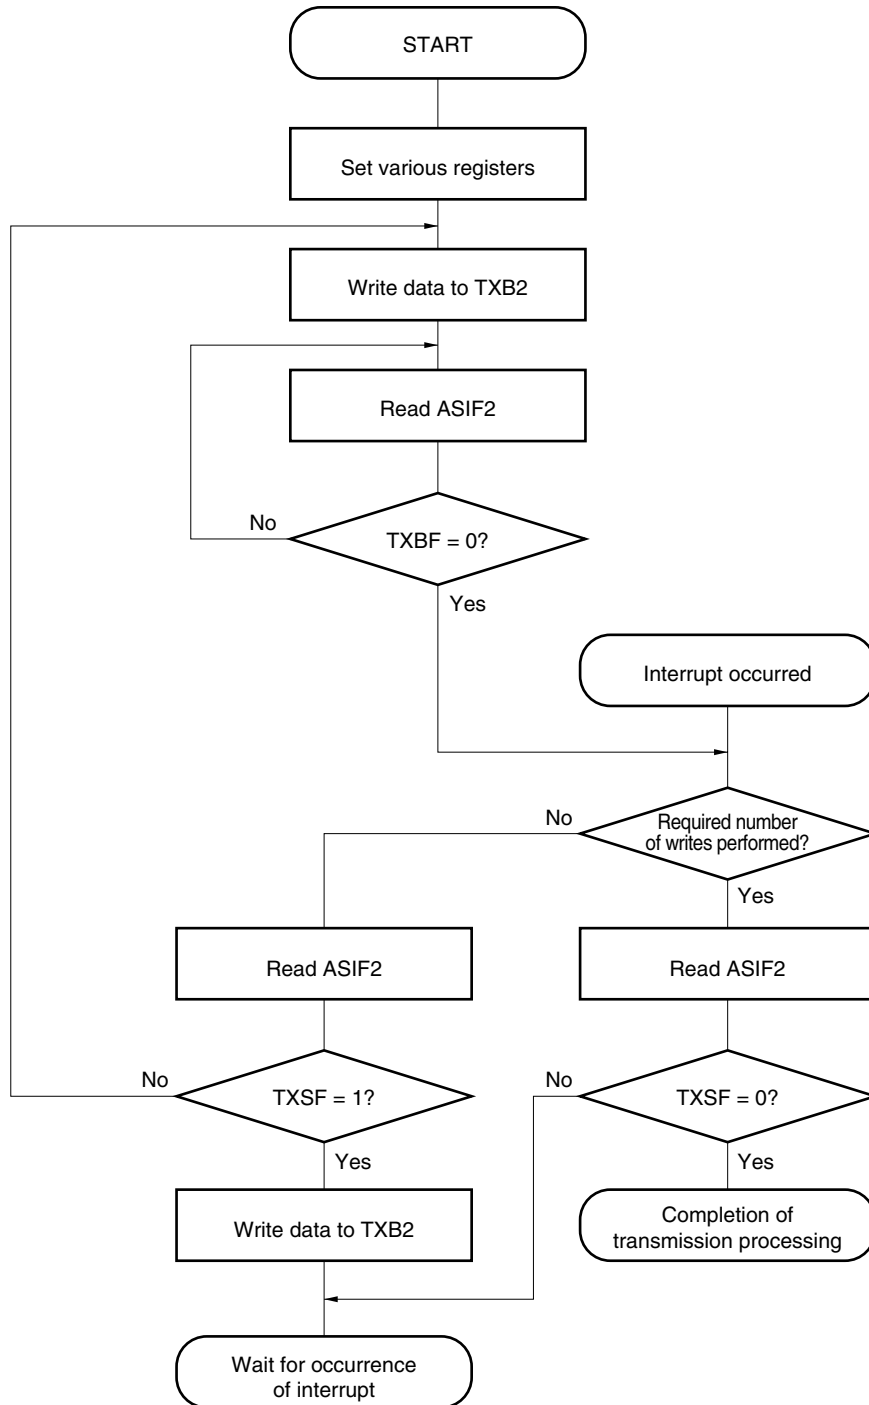 START
Set various registers
Write data to TXB2
Read ASIF2
No
TXBF = 0?
Yes
Interrupt occurred
No
Required number
of writes performed?
Yes
Read ASIF2
Read ASIF2
No
TXSF = 1?
No
TXSF = 0?
Yes
Yes
Write data to TXB2
Completion of
transmission processing
Wait for occurrence
of interrupt